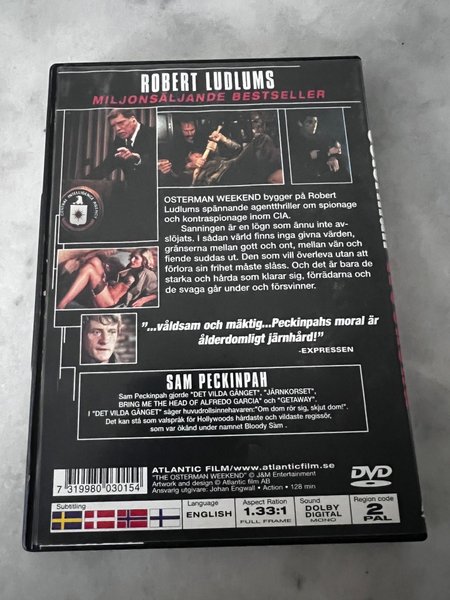 ROBERT LUDLUMS
MILJONSÄLJANDE BESTSELLER
CENTRAL INTELLIGENCE AGENCY
OSTERMAN WEEKEND bygger på Robert
Ludlums spännande agentthriller om spionage
och kontraspionage inom CIA.
Sanningen är en lögn som ännu inte av-
slöjats. I sådan värld finns inga givna värden,
gränserna mellan gott och ont, mellan vän och
fiende suddas ut. Den som vill överleva utan att
förlora sin frihet måste slåss. Och det är bara de
starka och hårda som klarar sig, förrädarna och
de svaga går under och försvinner.
"...våldsam och mäktig...Peckinpahs moral är
ålderdomligt järnhård!"
-EXPRESSEN
SAM PECKINPAH
Sam Peckinpah gjorde "DET VILDA GÄNGET", "JÄRNKORSET",
BRING ME THE HEAD OF ALFREDO GARCIA" och "GETAWAY".
I "DET VILDA GÄNGET" säger huvudrollsinnehavaren: "Om dom rör sig, skjut dom!".
Det kan stå som valspråk för Hollywoods hårdaste och vildaste regissör,
som var ökänd under namnet Bloody Sam.
ATLANTIC FILM/www.atlanticfilm.se
"THE OSTERMAN WEEKEND" © J&M Entertainment
Artwork and design © Atlantic film AB
Ansvarig utgivare: Johan Engwall • Action • 128 min
DVD
7 319980 030154
Subtitling
Language
ENGLISH
Aspect Ration
1.33:1
FULL FRAME
Sound
DOLBY
DIGITAL
MONO
Region code
2
PAL